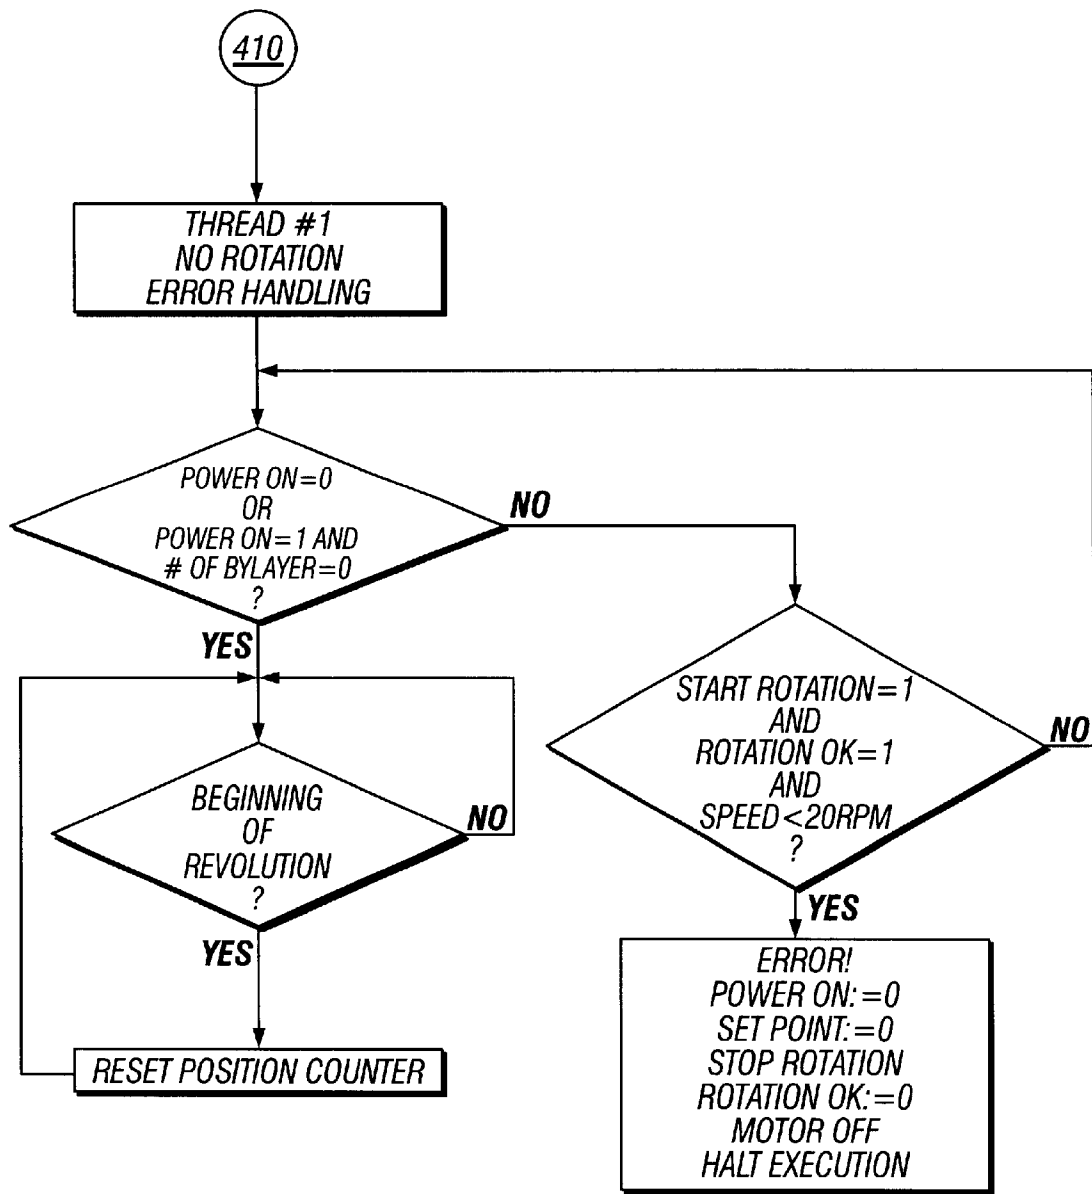 410
THREAD #1
NO ROTATION
ERROR HANDLING
POWER ON=0
OR
POWER ON=1 AND
# OF BYLAYER=0
?
NO
YES
START ROTATION=1
AND
ROTATION OK=1
AND
SPEED<20RPM
?
NO
YES
BEGINNING
OF
REVOLUTION
?
NO
YES
RESET POSITION COUNTER
ERROR!
POWER ON:=0
SET POINT:=0
STOP ROTATION
ROTATION OK:=0
MOTOR OFF
HALT EXECUTION